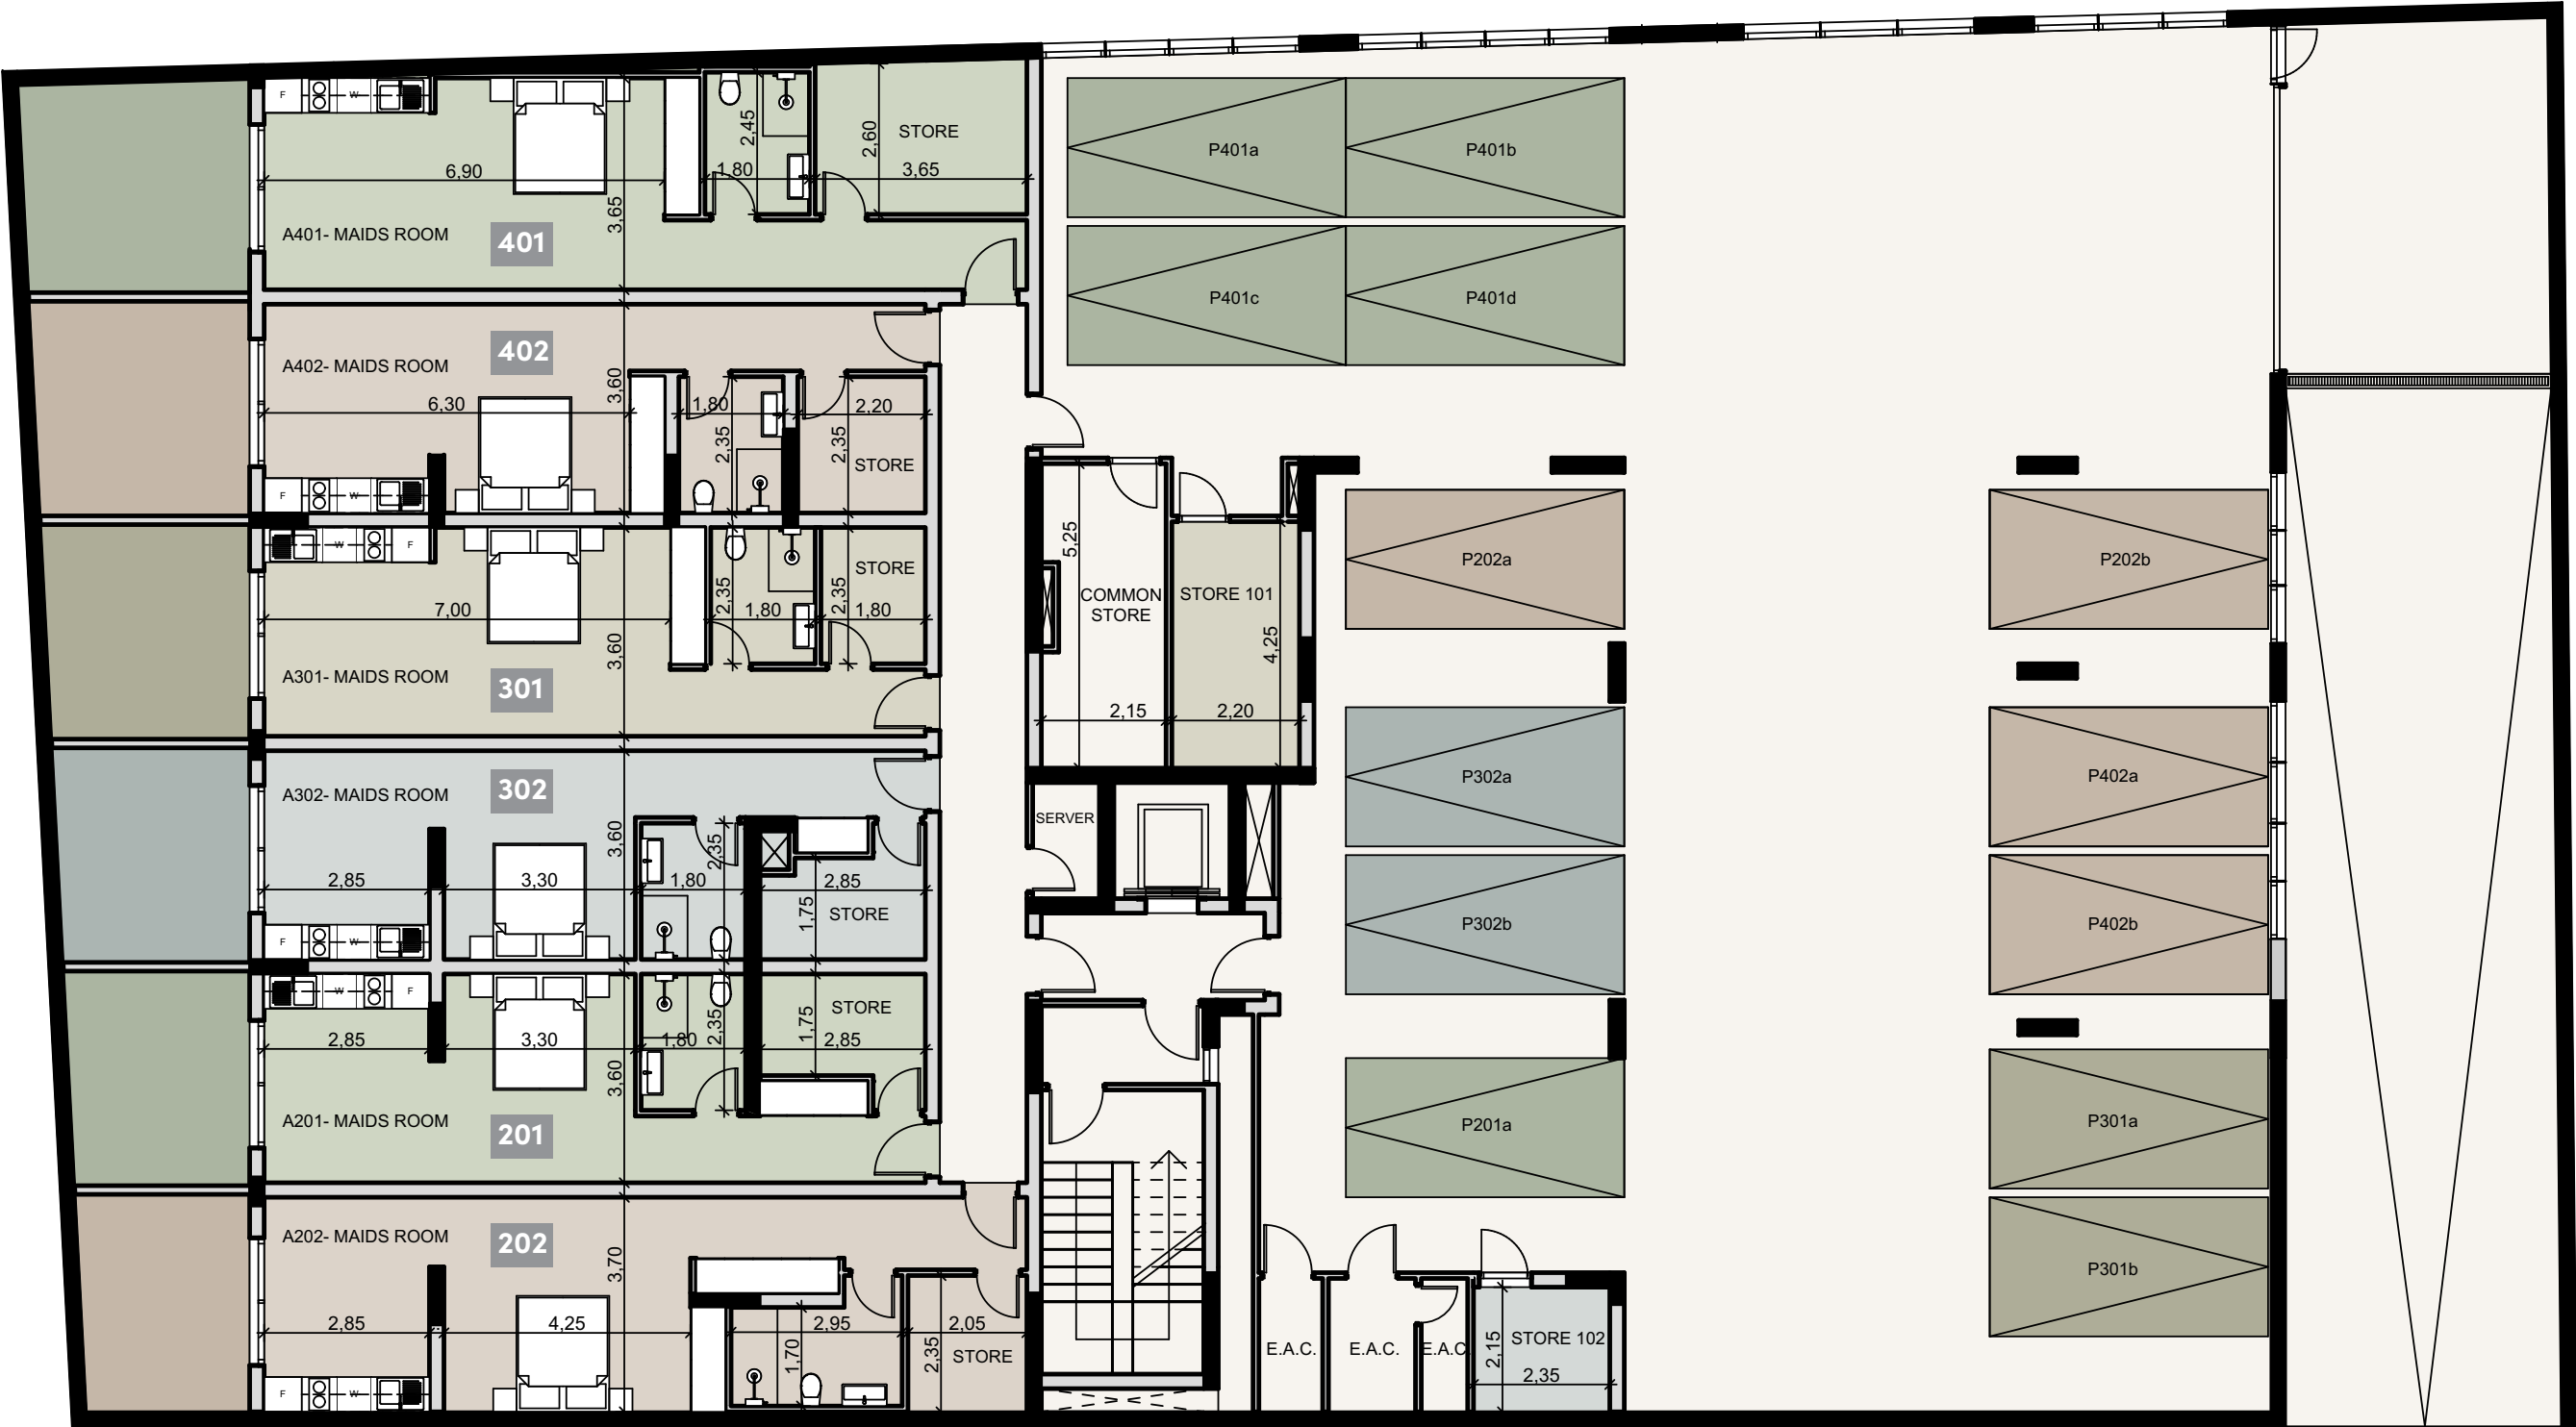 F
W
2,45
1,80
2,60
STORE
3,65
6,90
3,65
A401- MAIDS ROOM
401
P401a
P401b
P401c
P401d
A402- MAIDS ROOM
402
3,60
6,30
1,80
2,20
2,35
2,35
STORE
F
W
W
F
STORE
2,35
2,35
7,00
1,80
1,80
3,60
A301- MAIDS ROOM
301
5,25
COMMON
STORE
STORE 101
4,25
2,15
2,20
P202a
P202b
A302- MAIDS ROOM
302
3,60
2,35
2,85
3,30
1,80
2,85
1,75
STORE
F
W
SERVER
P302a
P402a
P302b
P402b
W
F
STORE
2,35
1,75
2,85
3,30
1,80
2,85
3,60
A201- MAIDS ROOM
201
P201a
P301a
A202- MAIDS ROOM
202
3,70
2,85
4,25
2,95
2,05
1,70
2,35
STORE
F
W
E.A.C.
E.A.C.
E.A.C.
2,15
STORE 102
2,35
P301b